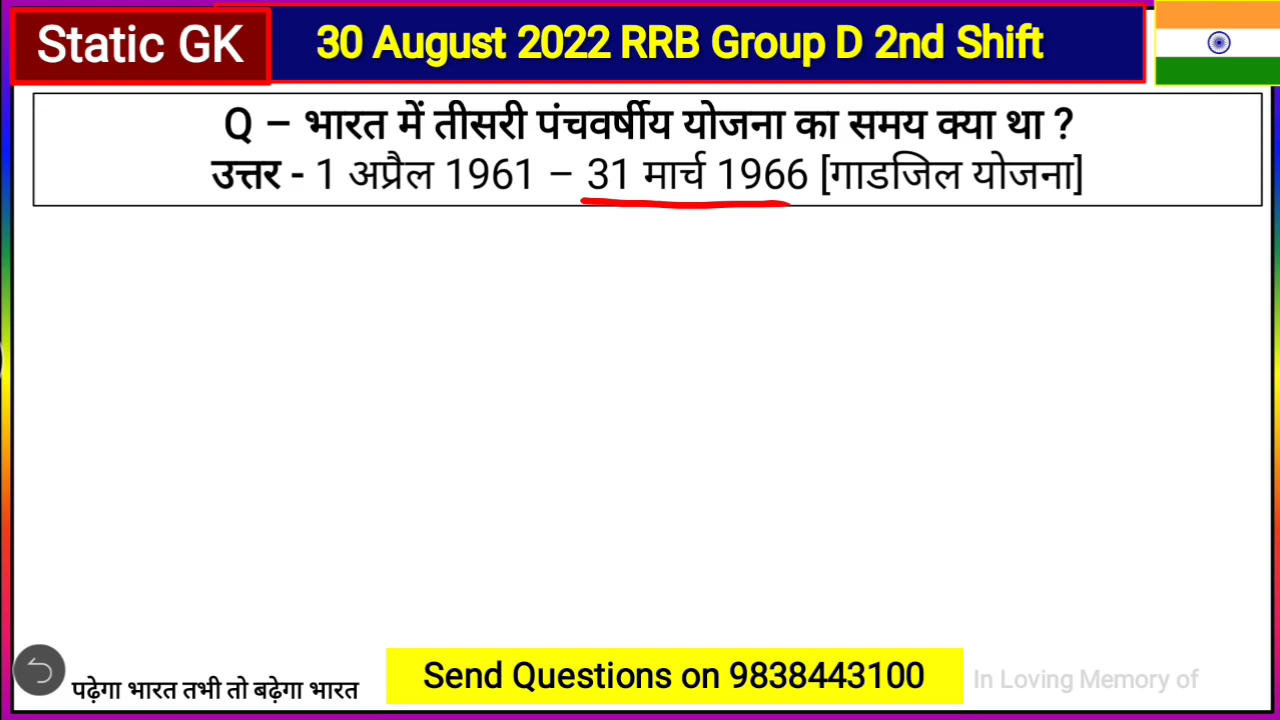 Static GK
30 August 2022 RRB Group D 2nd Shift
Q – भारत में तीसरी पंचवर्षीय योजना का समय क्या था ?
उत्तर - 1 अप्रैल 1961 – 31 मार्च 1966 [गाडजिल योजना]
पढ़ेगा भारत तभी तो बढ़ेगा भारत
Send Questions on 9838443100
In Loving Memory of